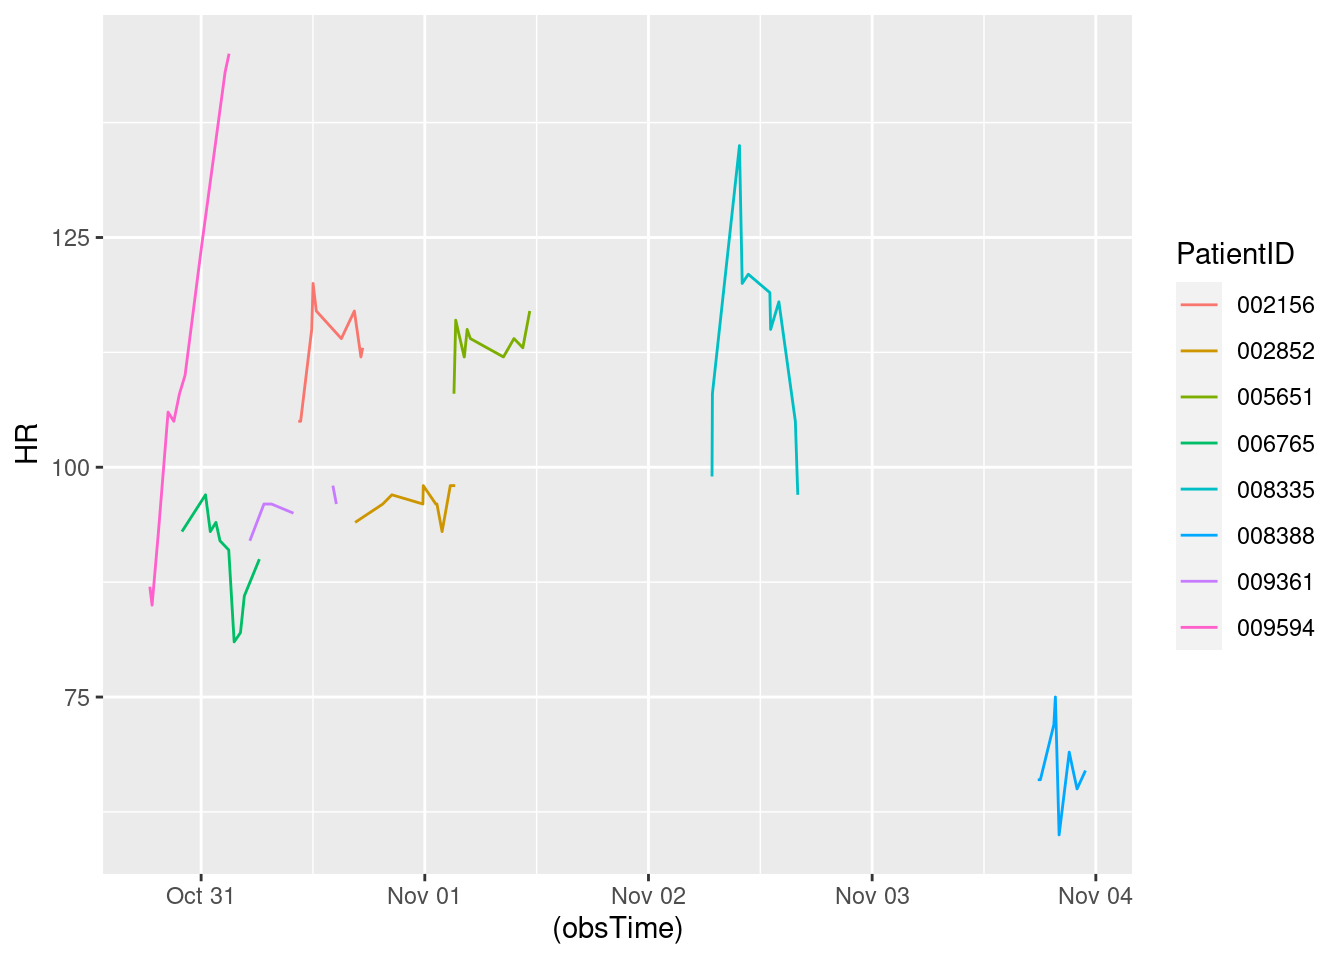 HR
125
100
75
Oct 31
Nov 01
Nov 02
Nov 03
Nov 04
(obsTime)
PatientID
002156
002852
005651
006765
008335
008388
009361
009594